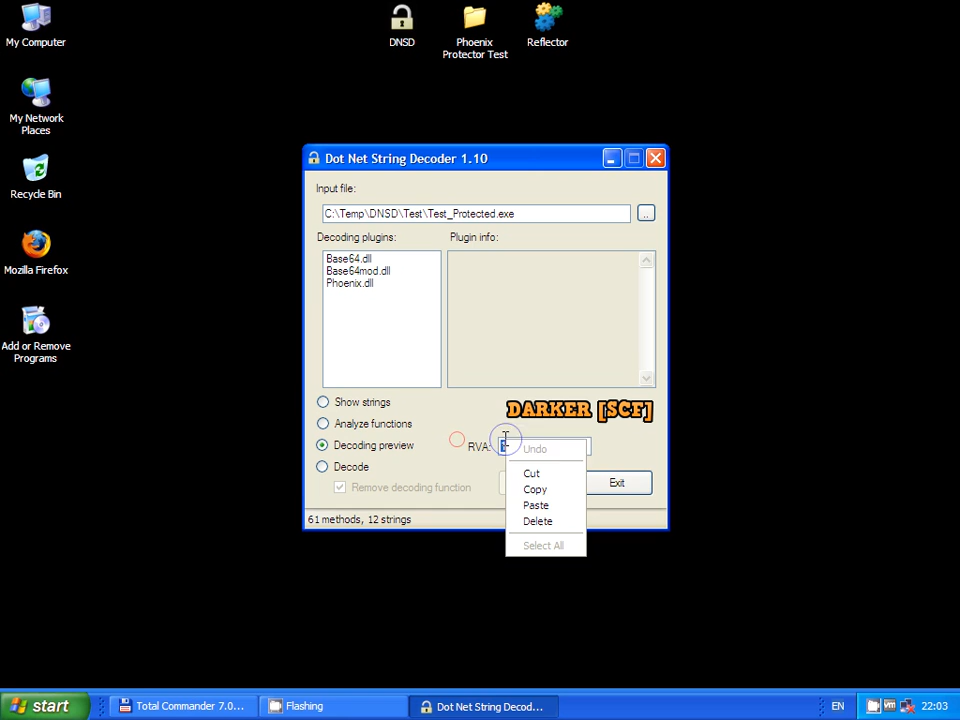 My Computer
DNSD
Phoenix
Protector Test
Reflector
My Network
Places
Recycle Bin
Mozilla Firefox
Add or Remove
Programs
Dot Net String Decoder 1.10
Input file:
C:\Temp\DNSD\Test\Test_Protected.exe
..
Decoding plugins:
Plugin info:
Base64.dll
Base64mod.dll
Phoenix.dll
Show strings
DARKER [SCF]
Analyze functions
Decoding preview
RVA:
Undo
Decode
Cut
Remove decoding function
Copy
Exit
Paste
61 methods, 12 strings
Delete
Select All
start
Total Commander 7.0...
Flashing
Dot Net String Decod...
EN
22:03